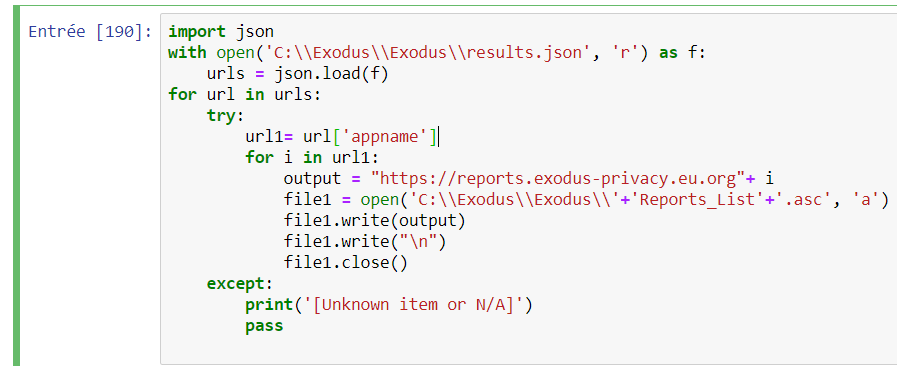 Entrée [190]: import json
with open('C:\\Exodus\\Exodus\\results.json', 'r') as f:
    urls = json.load(f)
for url in urls:
    try:
        url1= url['appname']
        for i in url1:
            output = "https://reports.exodus-privacy.eu.org"+ i
            file1 = open('C:\\Exodus\\Exodus\\'+'Reports_List'+'.asc', 'a')
            file1.write(output)
            file1.write("\n")
            file1.close()
    except:
        print('[Unknown item or N/A]')
        pass